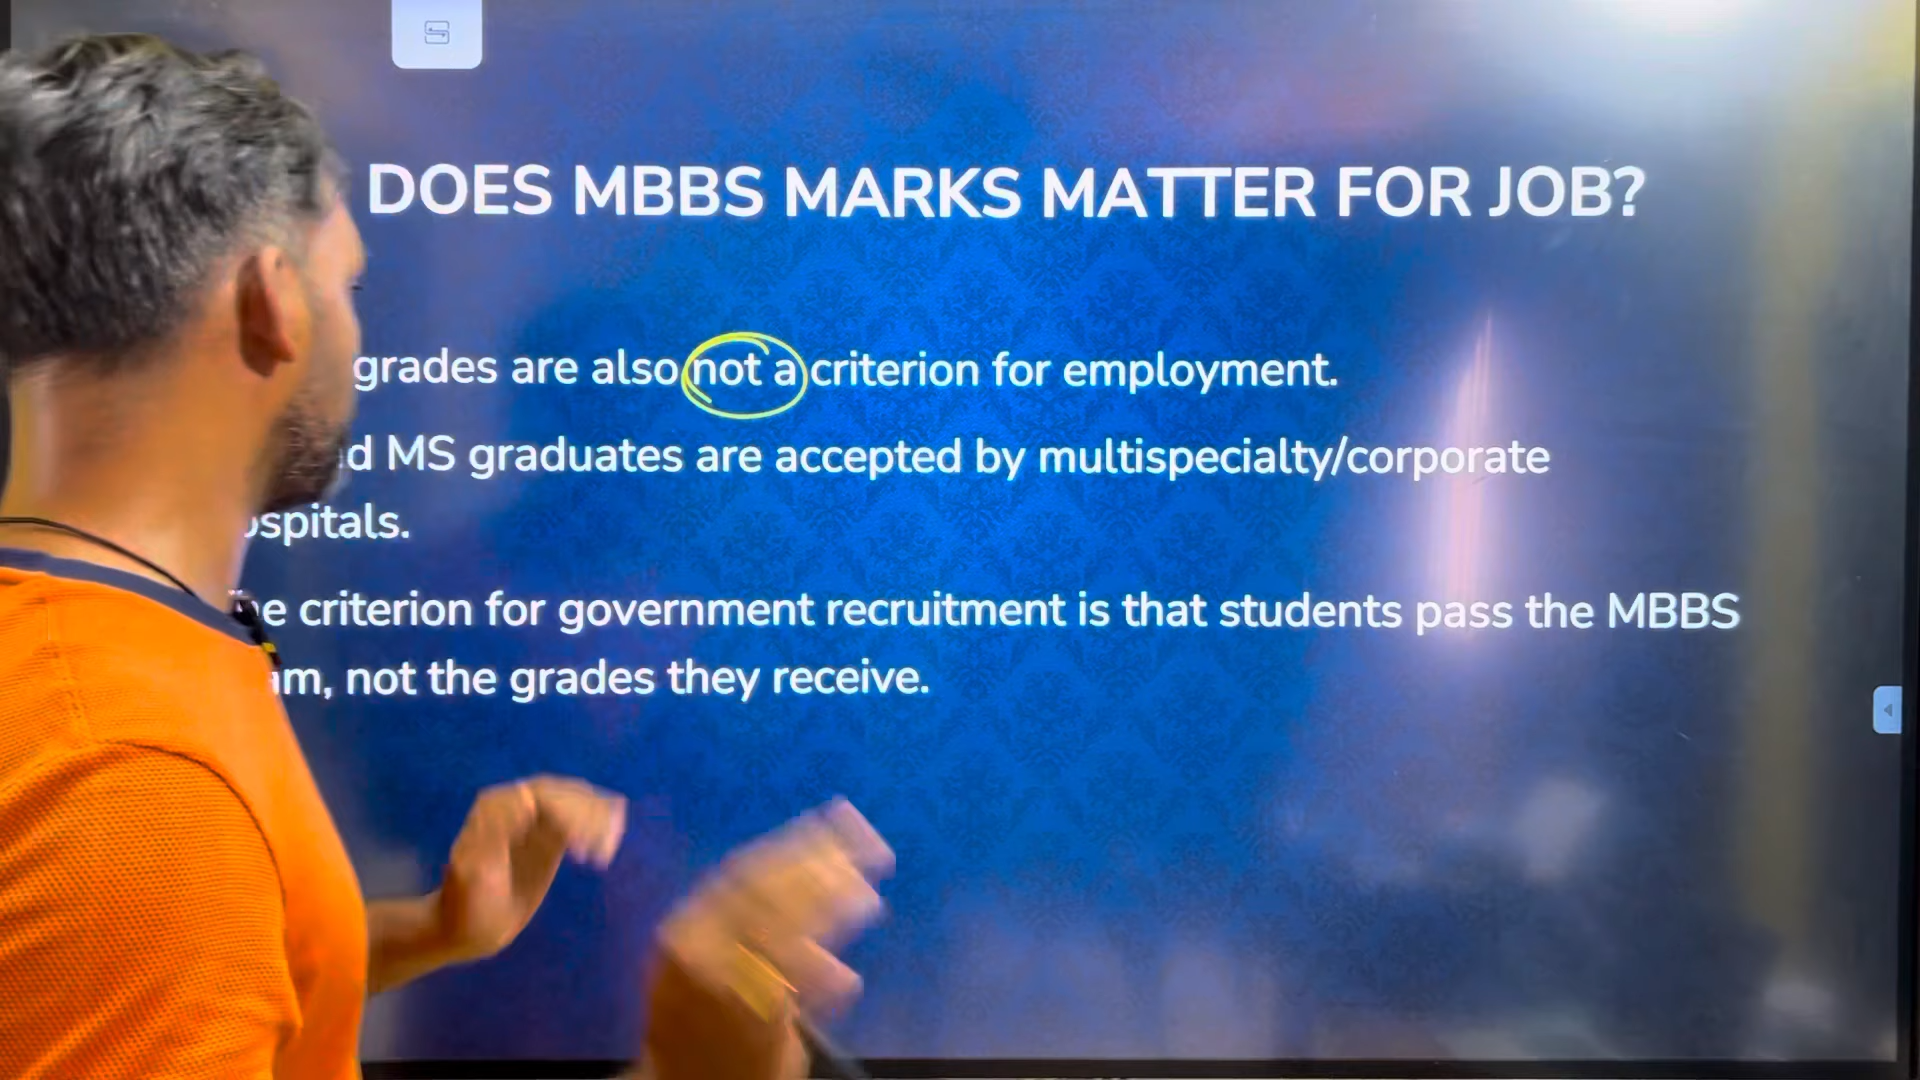 DOES MBBS MARKS MATTER FOR JOB?
grades are also not a criterion for employment.
MS graduates are accepted by multispecialty/corporate
criterion for government recruitment is that students pass the MBBS
not the grades they receive.